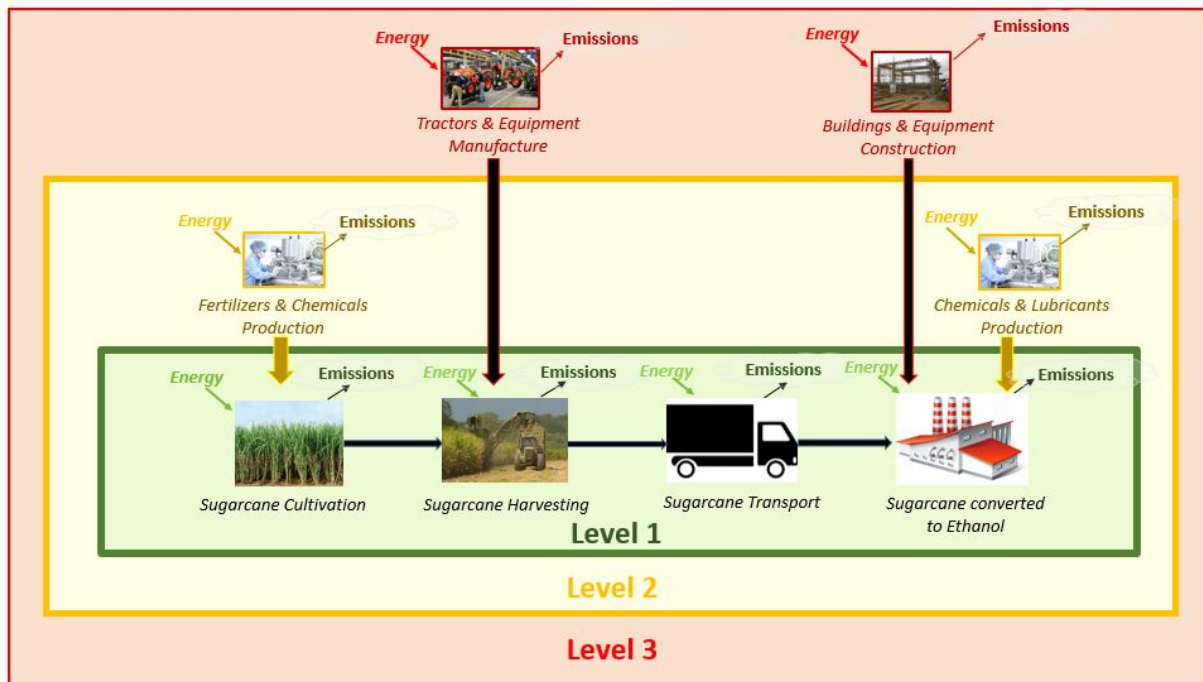 Energy
Emissions
Tractors & Equipment
Manufacture
Energy
Emissions
Buildings & Equipment
Construction
Energy
Emissions
Fertilizers & Chemicals
Production
Energy
Emissions
Chemicals & Lubricants
Production
Energy
Emissions
Sugarcane Cultivation
Energy
Emissions
Sugarcane Harvesting
Energy
Emissions
Sugarcane Transport
Energy
Emissions
Sugarcane converted
to Ethanol
Level 1
Level 2
Level 3